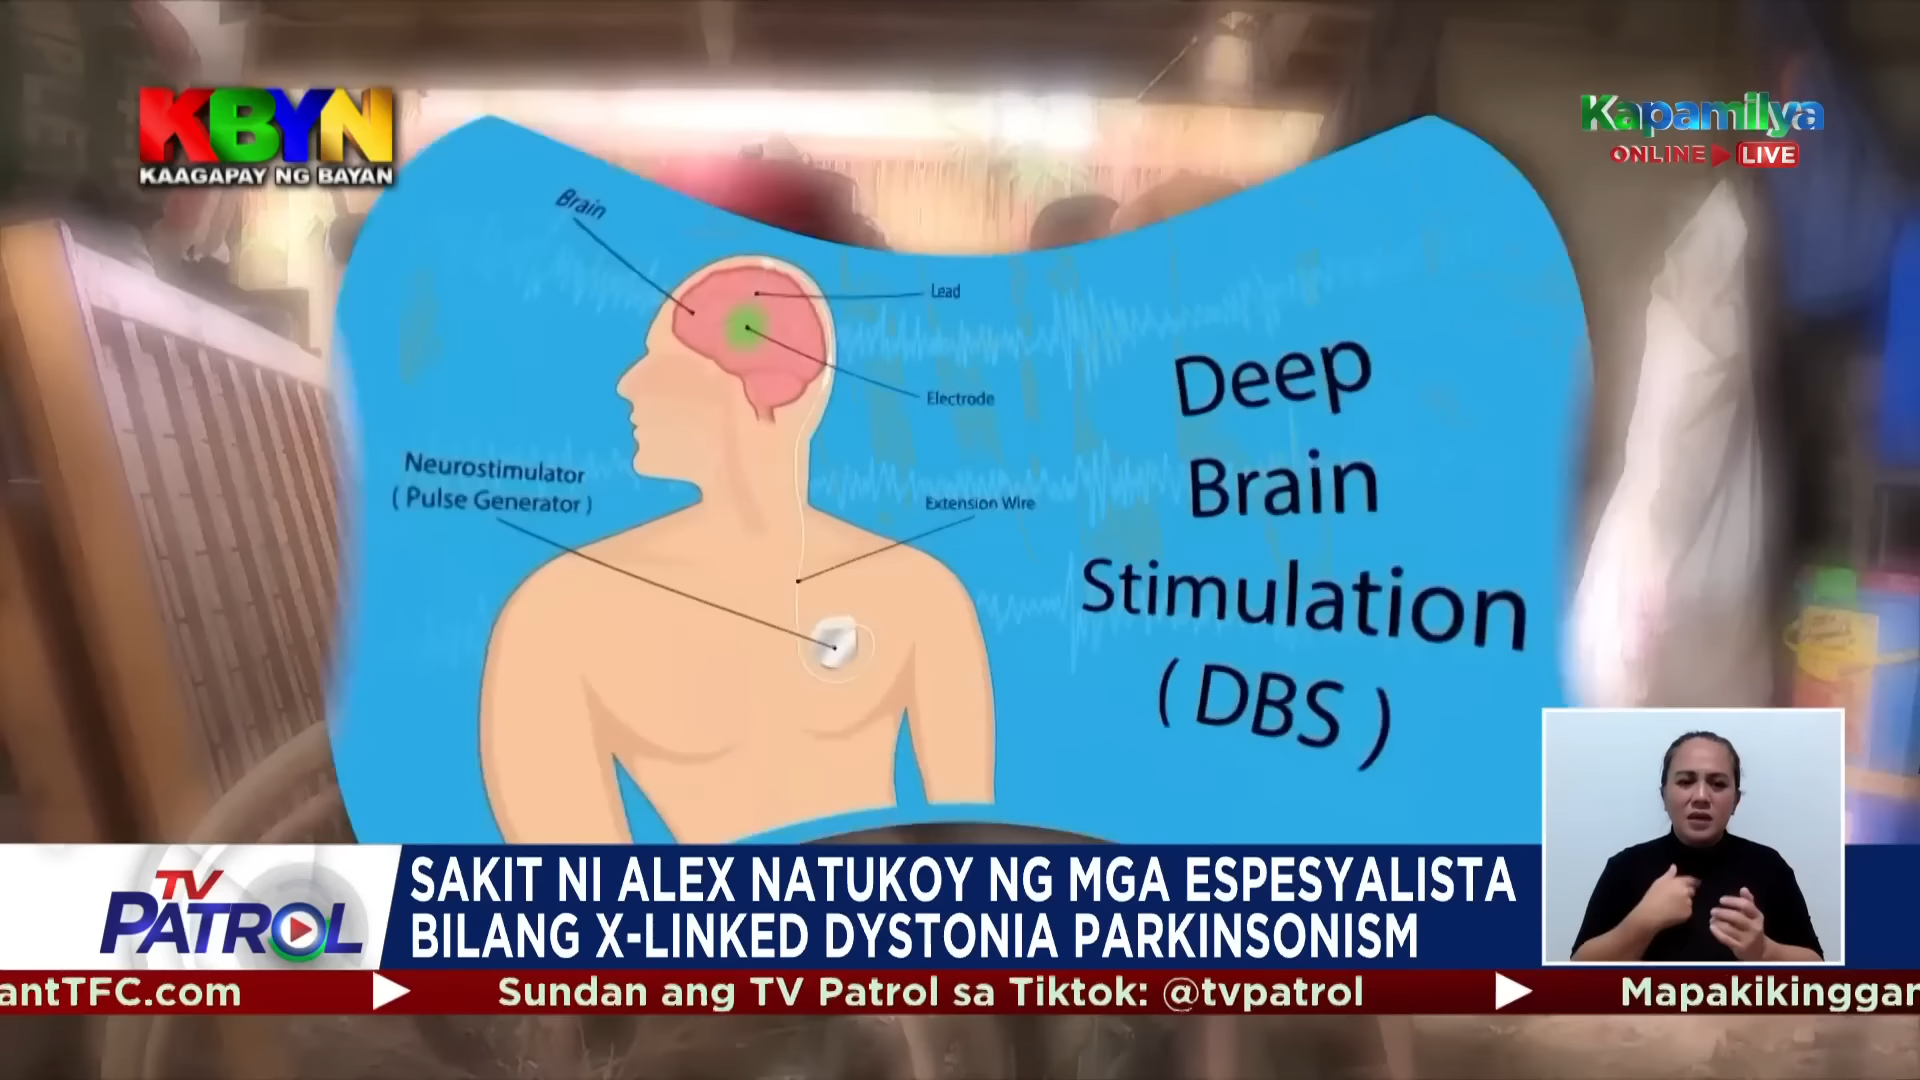 KBYN
KAAGAPAY NG BAYAN
Kapamilya
ONLINE LIVE
Brain
Lead
Electrode
Neurostimulator
( Pulse Generator )
Extension Wire
Deep
Brain
Stimulation
( DBS )
TV
PATROL
SAKIT NI ALEX NATUKOY NG MGA ESPESYALISTA
BILANG X-LINKED DYSTONIA PARKINSONISM
antTFC.com Sundan ang TV Patrol sa Tiktok: @tvpatrol Mapakikinggan